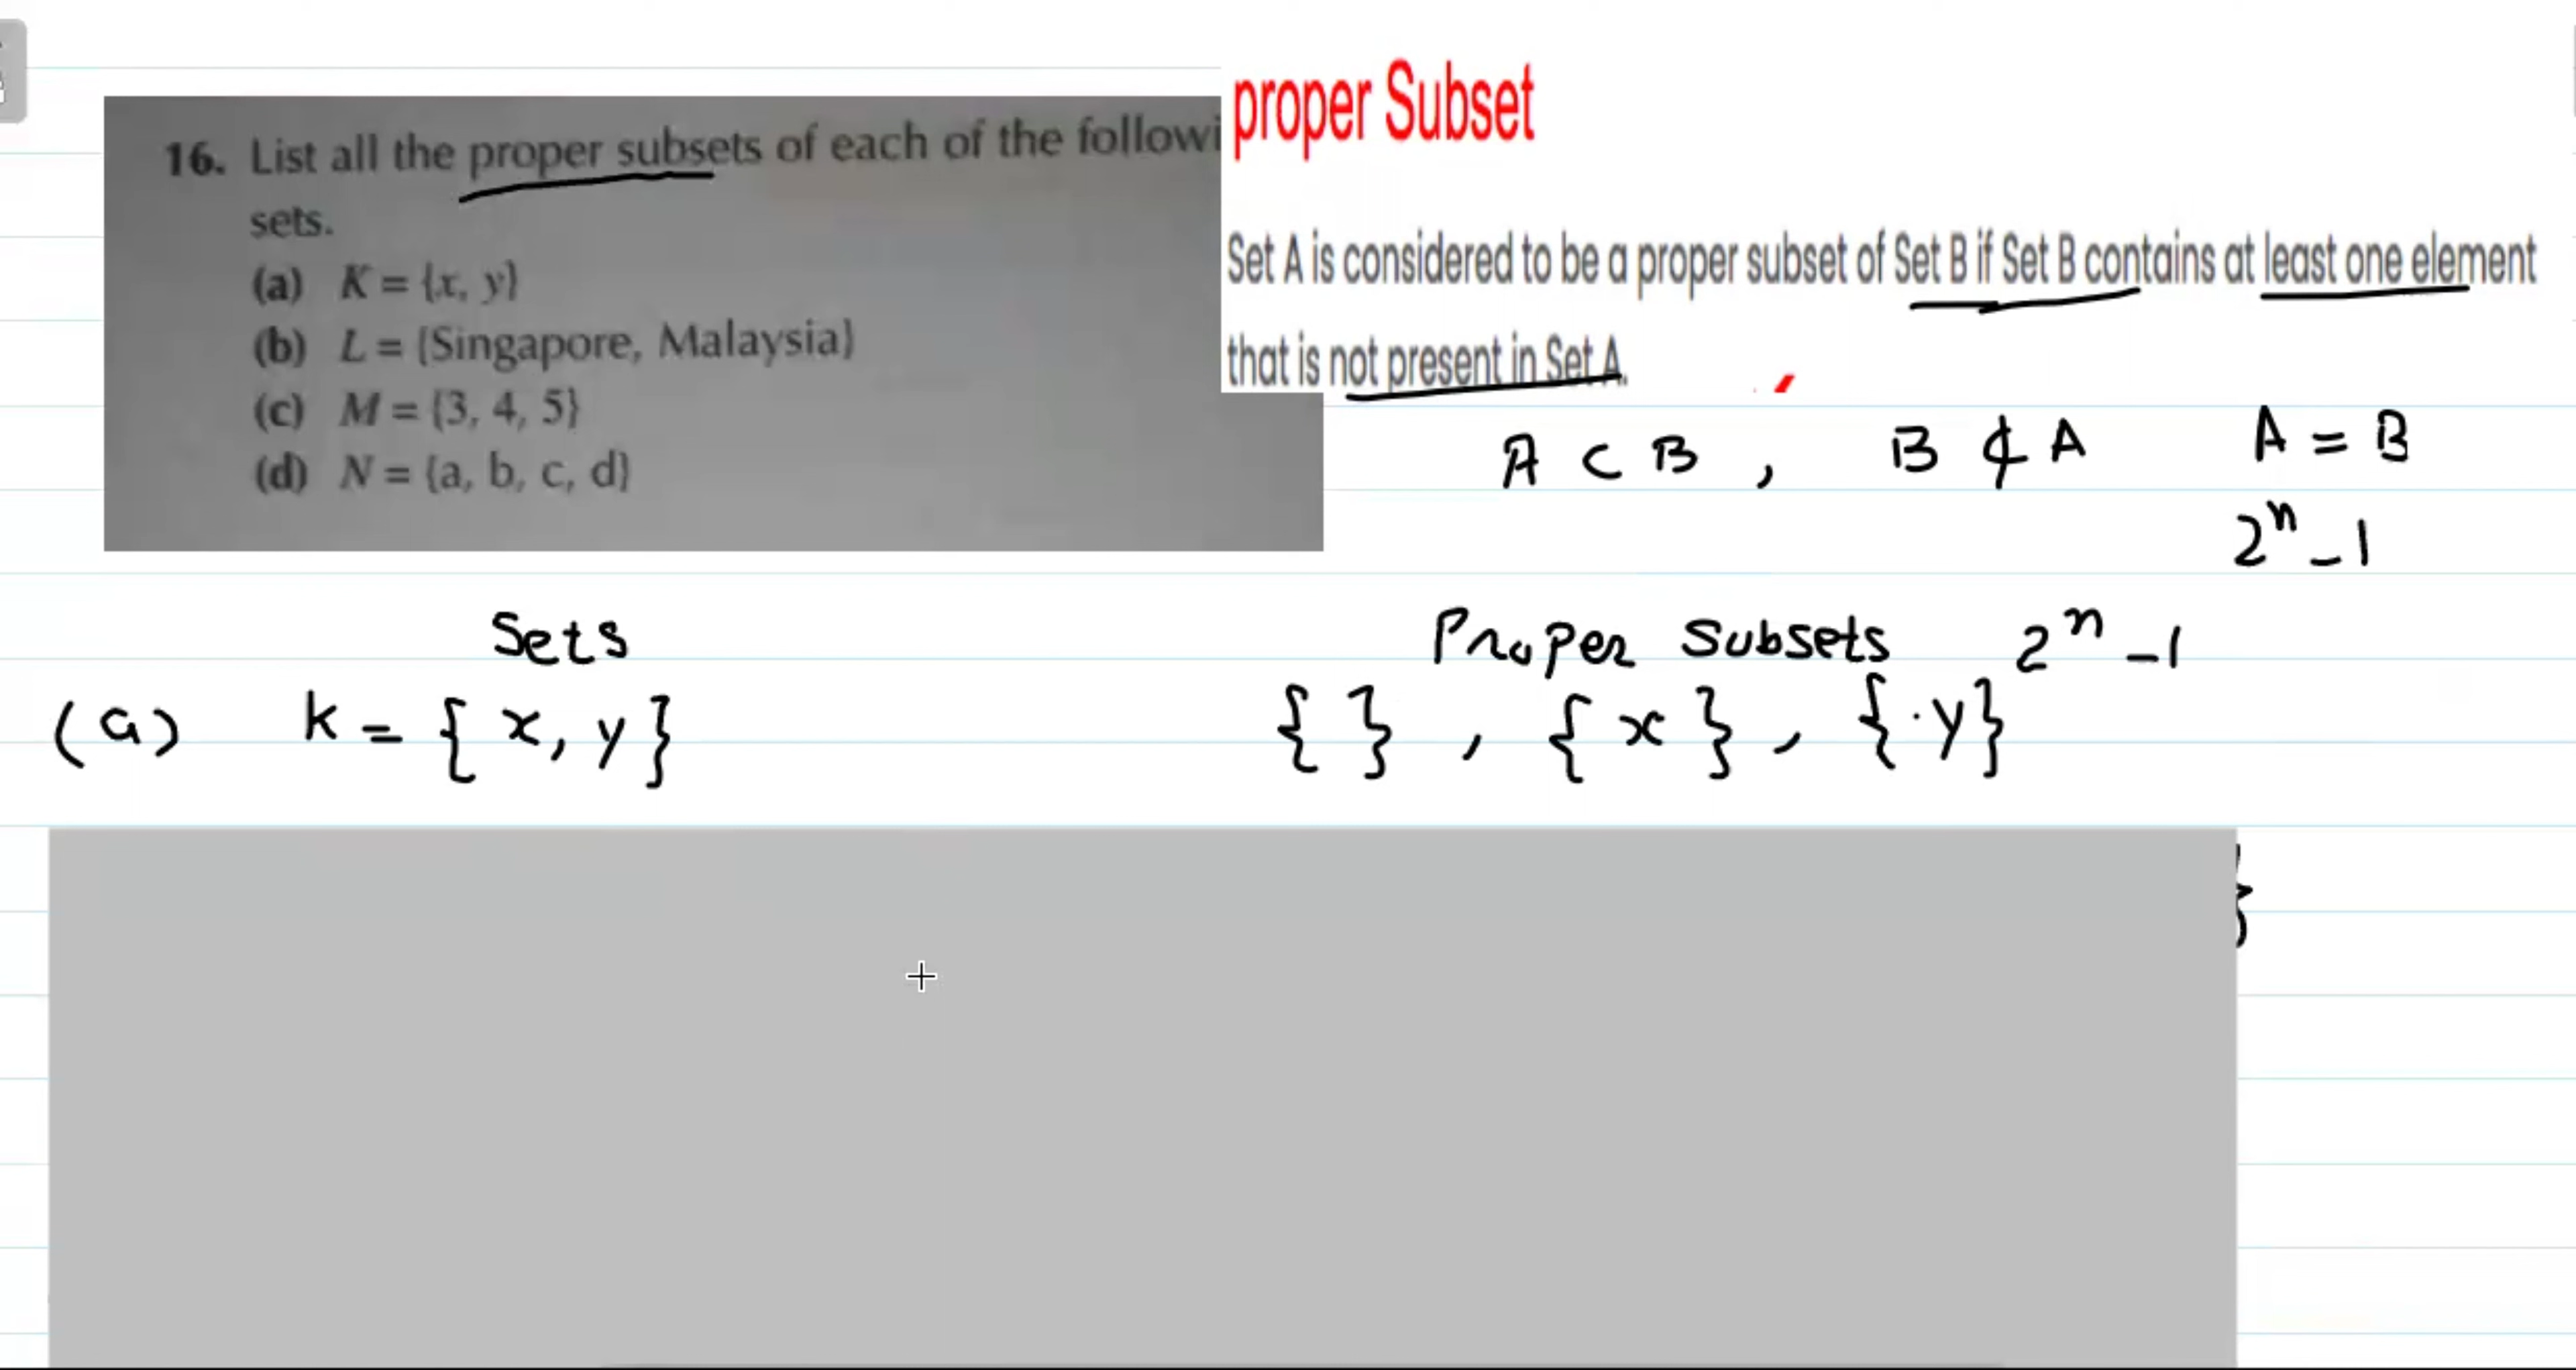 16. List all the proper subsets of each of the followi
sets.
(a) K = {x, y}
(b) L = {Singapore, Malaysia}
(c) M = {3, 4, 5}
(d) N = {a, b, c, d}
proper Subset
Set A is considered to be a proper subset of Set B if Set B contains at least one element
that is not present in Set A.
A ⊂ B , B ⊄ A A = B
2ⁿ - 1
Sets Proper Subsets 2ⁿ - 1
(a) k = { x, y } { } , { x } , { y }
}